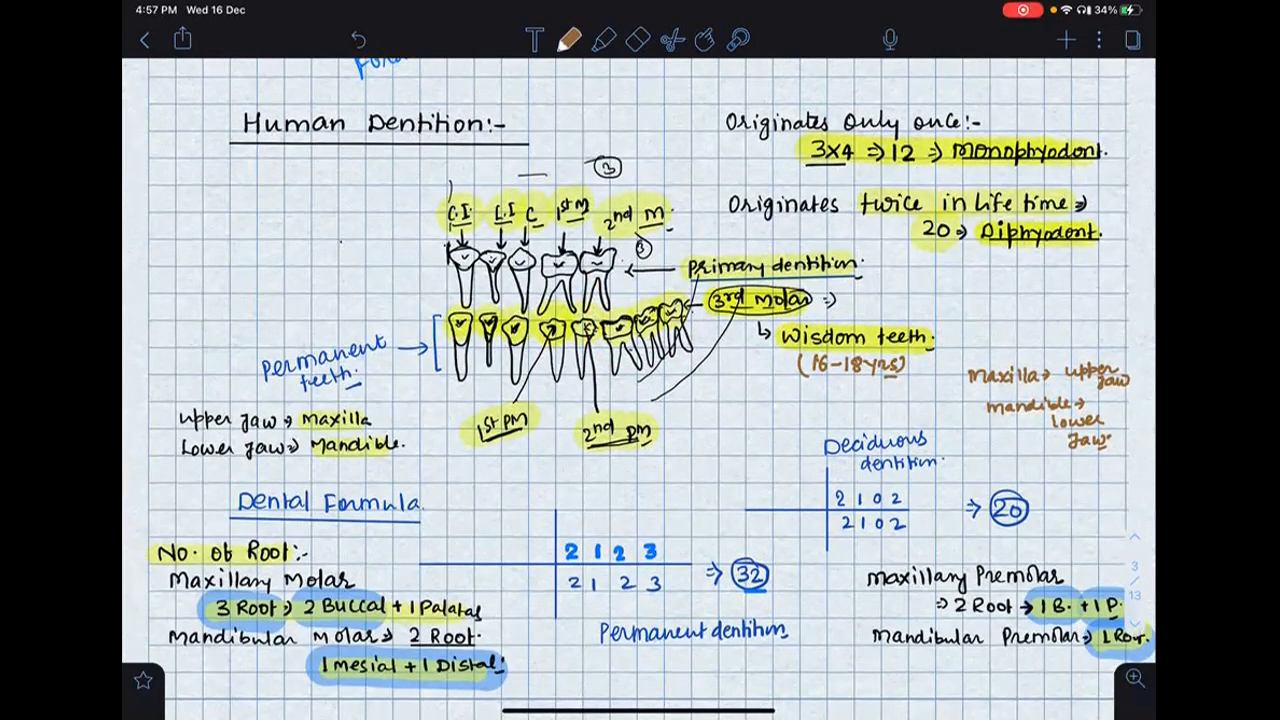 4:57 PM Wed 16 Dec
34%
T
Human Dentition:-
Originates Only once:-
3x4 ⇒ 12 ⇒ Monophyodont.
3
C.I. L.I C 1st M 2nd M.
Originates twice in life time ⇒
20 ⇒ Diphyodont.
3
Primary dentition.
3rd Molar ⇒
↳ Wisdom teeth.
(16-18yrs)
Permanent →
teeth.
Maxilla → upper
Jaw
Mandible →
Lower
Jaw.
Upper Jaw → Maxilla
Lower Jaw → Mandible.
1st PM
2nd PM
Deciduous
dentition.
2 1 0 2
2 1 0 2
⇒ 20
Dental Formula
No. of Root:-
Maxillary Molar
3 Root → 2 Buccal + 1 Palatal
Mandibular Molar → 2 Root.
1 Mesial + 1 Distal.
2 1 2 3
2 1 2 3
⇒ 32
Permanent dentition
Maxillary Premolar
⇒ 2 Root → 1 B. + 1 P.
Mandibular Premolar → 1 Root.
3
/
13